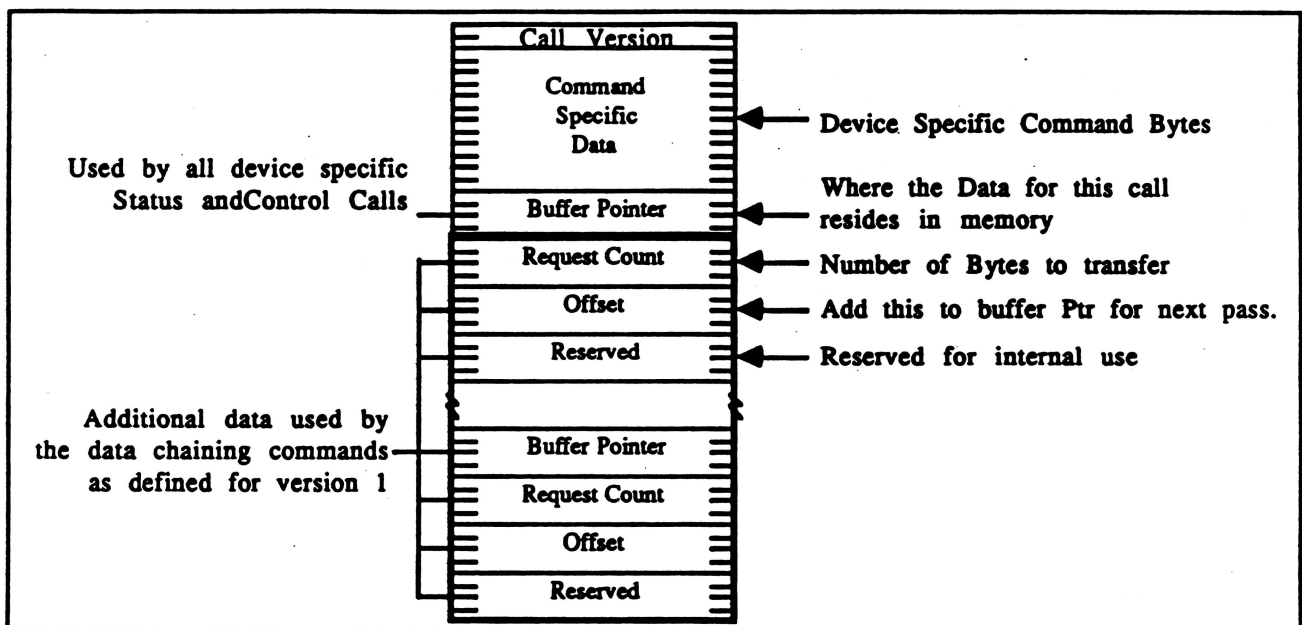 Call Version
Command
Specific
Data
Device Specific Command Bytes
Used by all device specific
Status andControl Calls
Buffer Pointer
Where the Data for this call
resides in memory
Request Count
Number of Bytes to transfer
Offset
Add this to buffer Ptr for next pass.
Reserved
Reserved for internal use
Additional data used by
the data chaining commands
as defined for version 1
Buffer Pointer
Request Count
Offset
Reserved